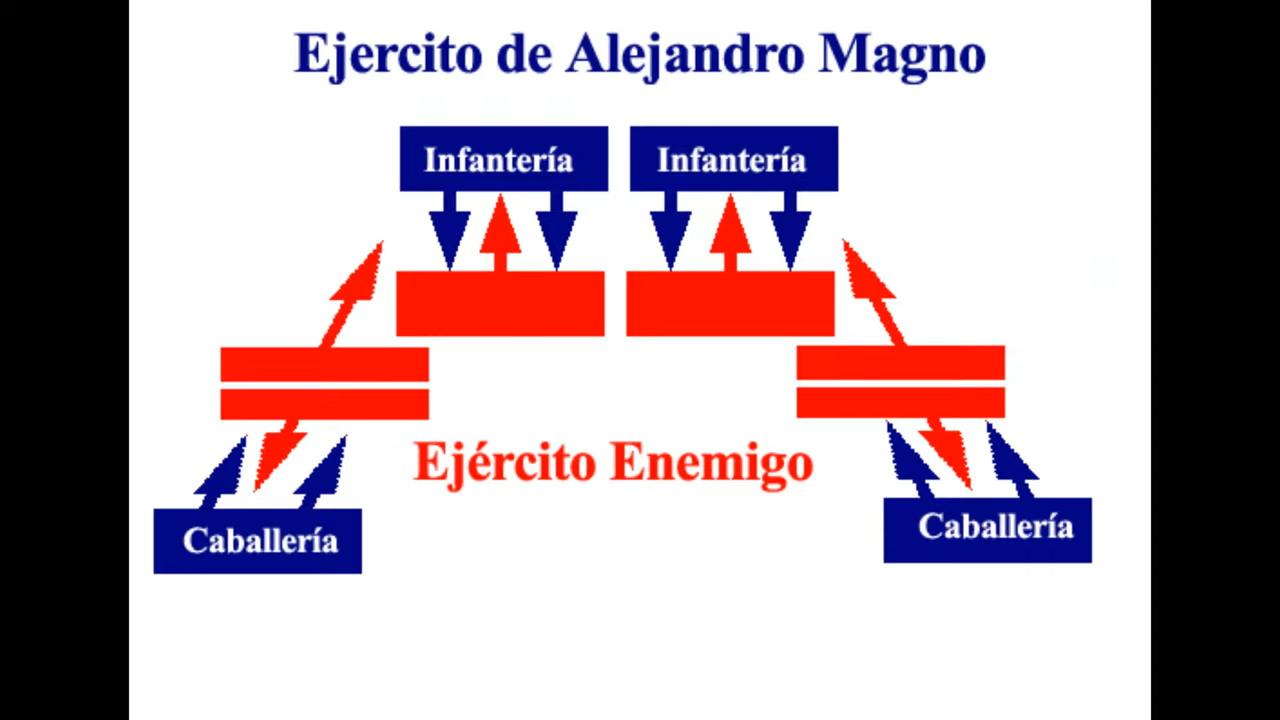 Ejercito de Alejandro Magno
Infantería
Infantería
Ejército Enemigo
Caballería
Caballería